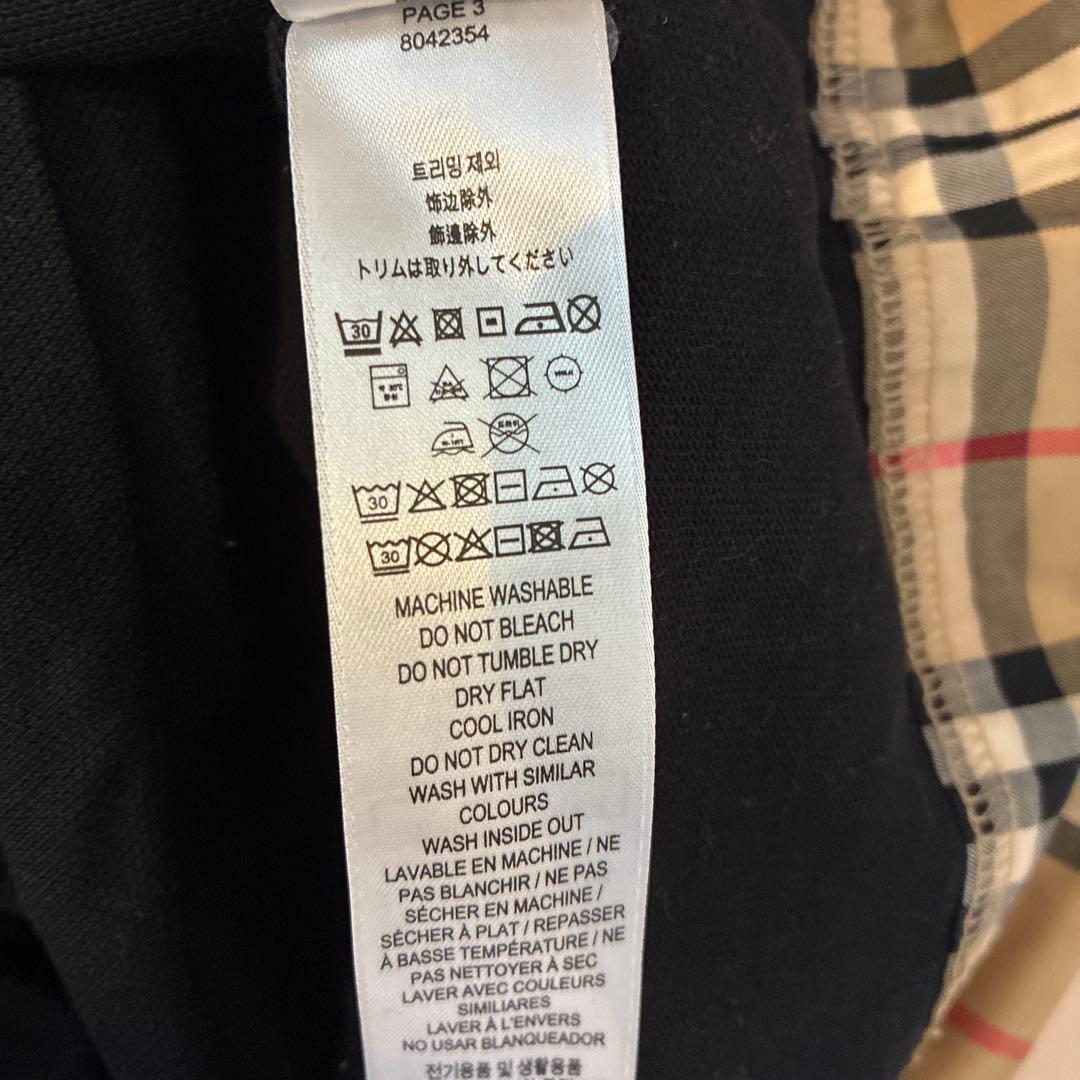 PAGE 3
8042354
트리밍 제외
饰边除外
飾邊除外
トリムは取り外してください
30
30
30
MACHINE WASHABLE
DO NOT BLEACH
DO NOT TUMBLE DRY
DRY FLAT
COOL IRON
DO NOT DRY CLEAN
WASH WITH SIMILAR
COLOURS
WASH INSIDE OUT
LAVABLE EN MACHINE / NE
PAS BLANCHIR / NE PAS
SÉCHER EN MACHINE /
SÉCHER À PLAT / REPASSER
À BASSE TEMPÉRATURE / NE
PAS NETTOYER À SEC
LAVER AVEC COULEURS
SIMILIARES
LAVER À L'ENVERS
NO USAR BLANQUEADOR
전기용품 및 생활용품